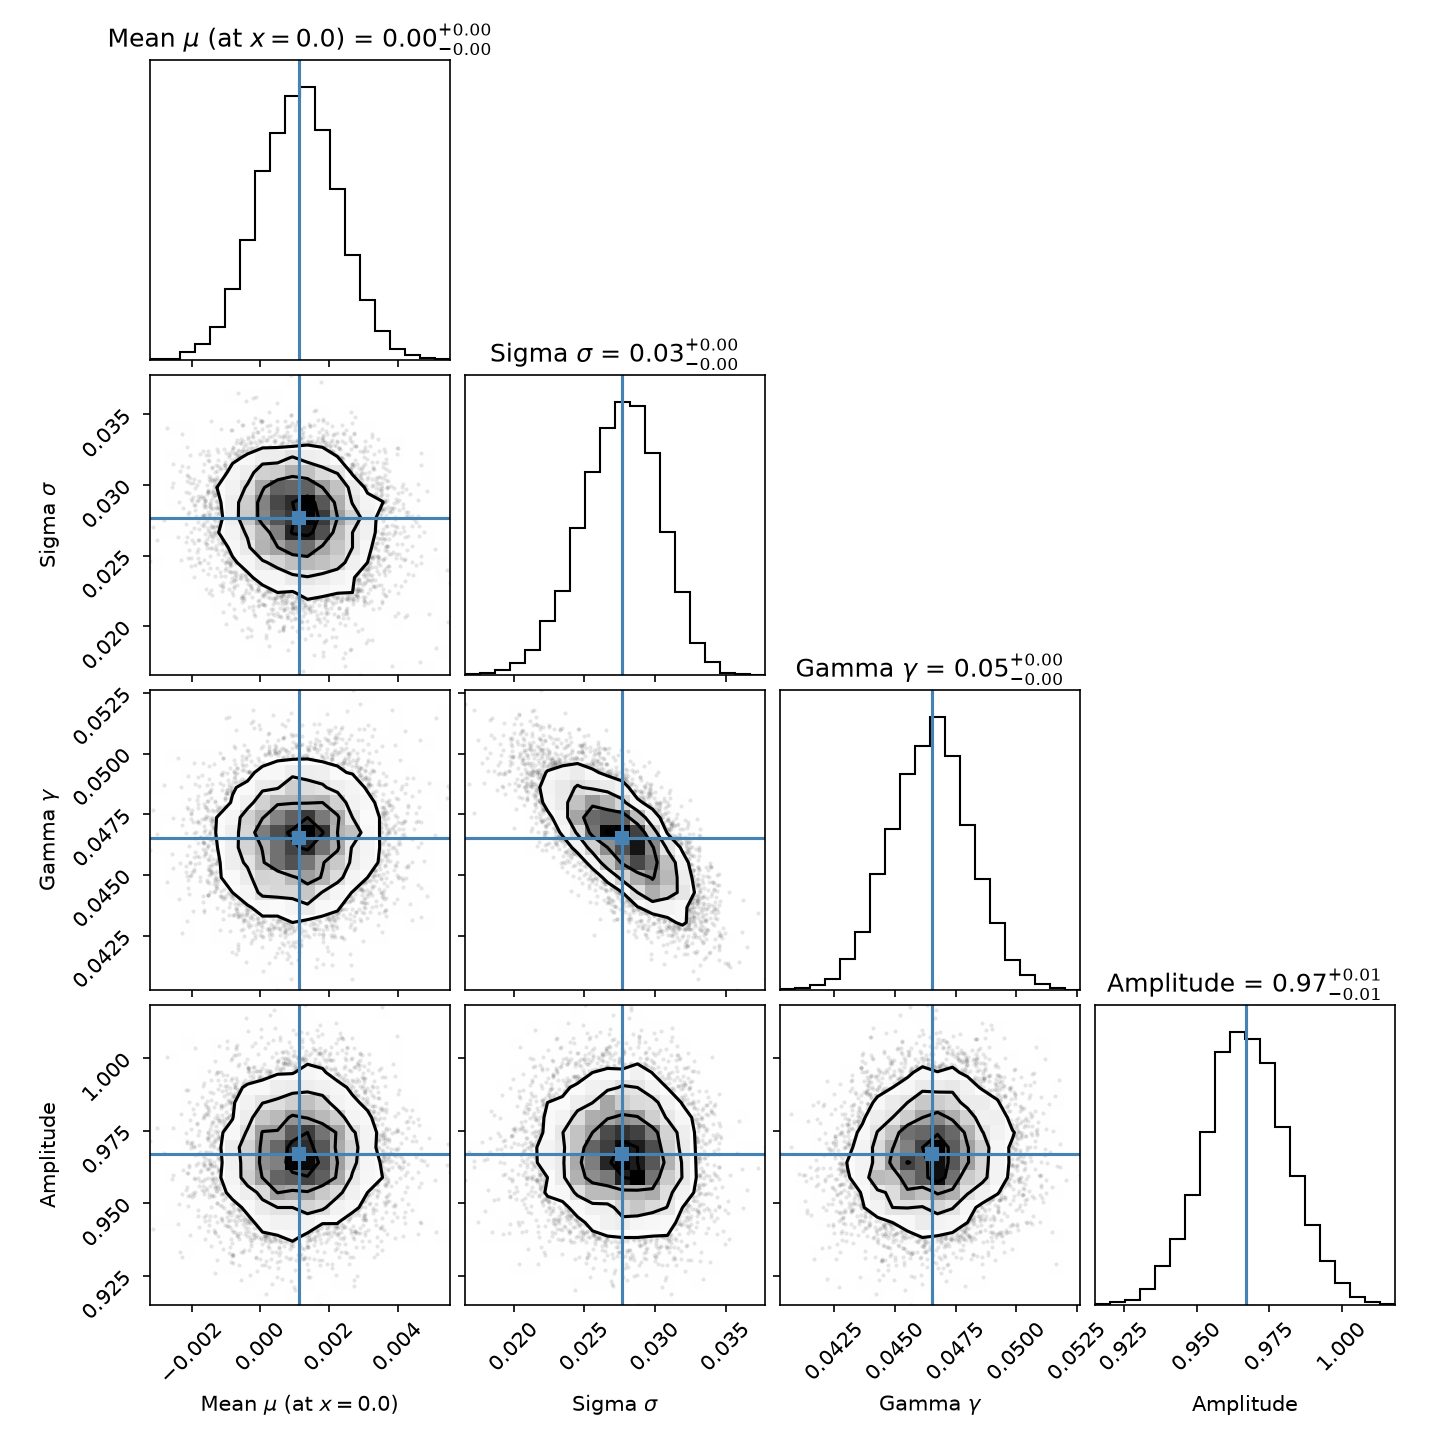 Mean μ (at x = 0.0) = 0.00+0.00−0.00
Sigma σ = 0.03+0.00−0.00
0.035
0.030
0.025
0.020
Sigma σ
Gamma γ = 0.05+0.00−0.00
0.0525
0.0500
0.0475
0.0450
0.0425
Gamma γ
Amplitude = 0.97+0.01−0.01
1.000
0.975
0.950
0.925
Amplitude
−0.002 0.000 0.002 0.004
0.020 0.025 0.030 0.035
0.0425 0.0450 0.0475 0.0500 0.0525
0.925 0.950 0.975 1.000
Mean μ (at x = 0.0)
Sigma σ
Gamma γ
Amplitude